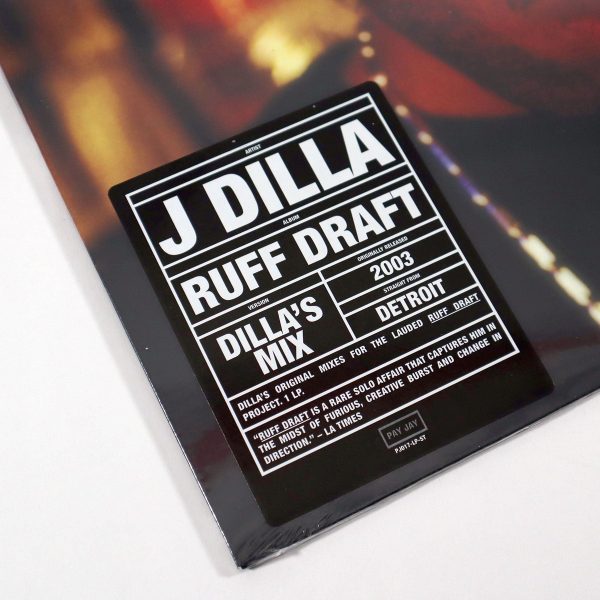 ARTIST
J DILLA
ALBUM
RUFF DRAFT
VERSION
DILLA'S
MIX
ORIGINALLY RELEASED
2003
STRAIGHT FROM
DETROIT
DILLA'S ORIGINAL MIXES FOR THE LAUDED RUFF DRAFT
PROJECT. 1 LP.
"RUFF DRAFT IS A RARE SOLO AFFAIR THAT CAPTURES HIM IN
THE MIDST OF FURIOUS, CREATIVE BURST AND CHANGE IN
DIRECTION." – LA TIMES
PAY JAY
PJ017-LP-ST